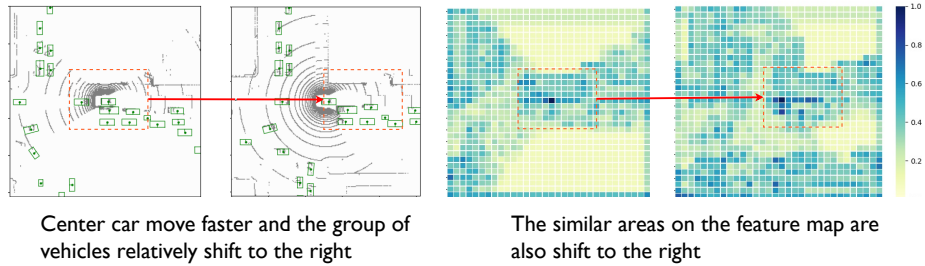 1.0
0.8
0.6
0.4
0.2
Center car move faster and the group of
vehicles relatively shift to the right
The similar areas on the feature map are
also shift to the right